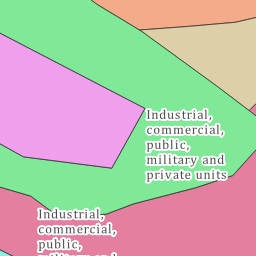 Industrial,
commercial,
public,
military and
private units
Industrial,
commercial,
public,